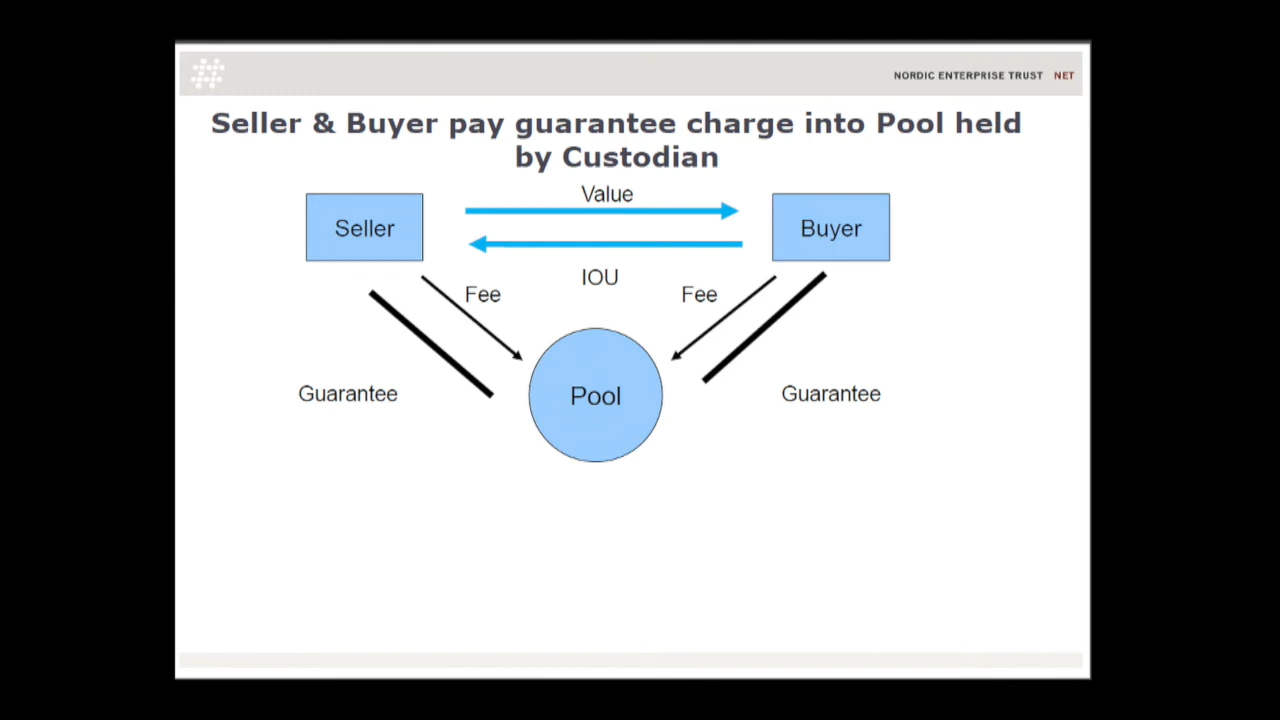 NORDIC ENTERPRISE TRUST NET
Seller & Buyer pay guarantee charge into Pool held
by Custodian
Value
Seller
Buyer
IOU
Fee
Fee
Guarantee
Pool
Guarantee